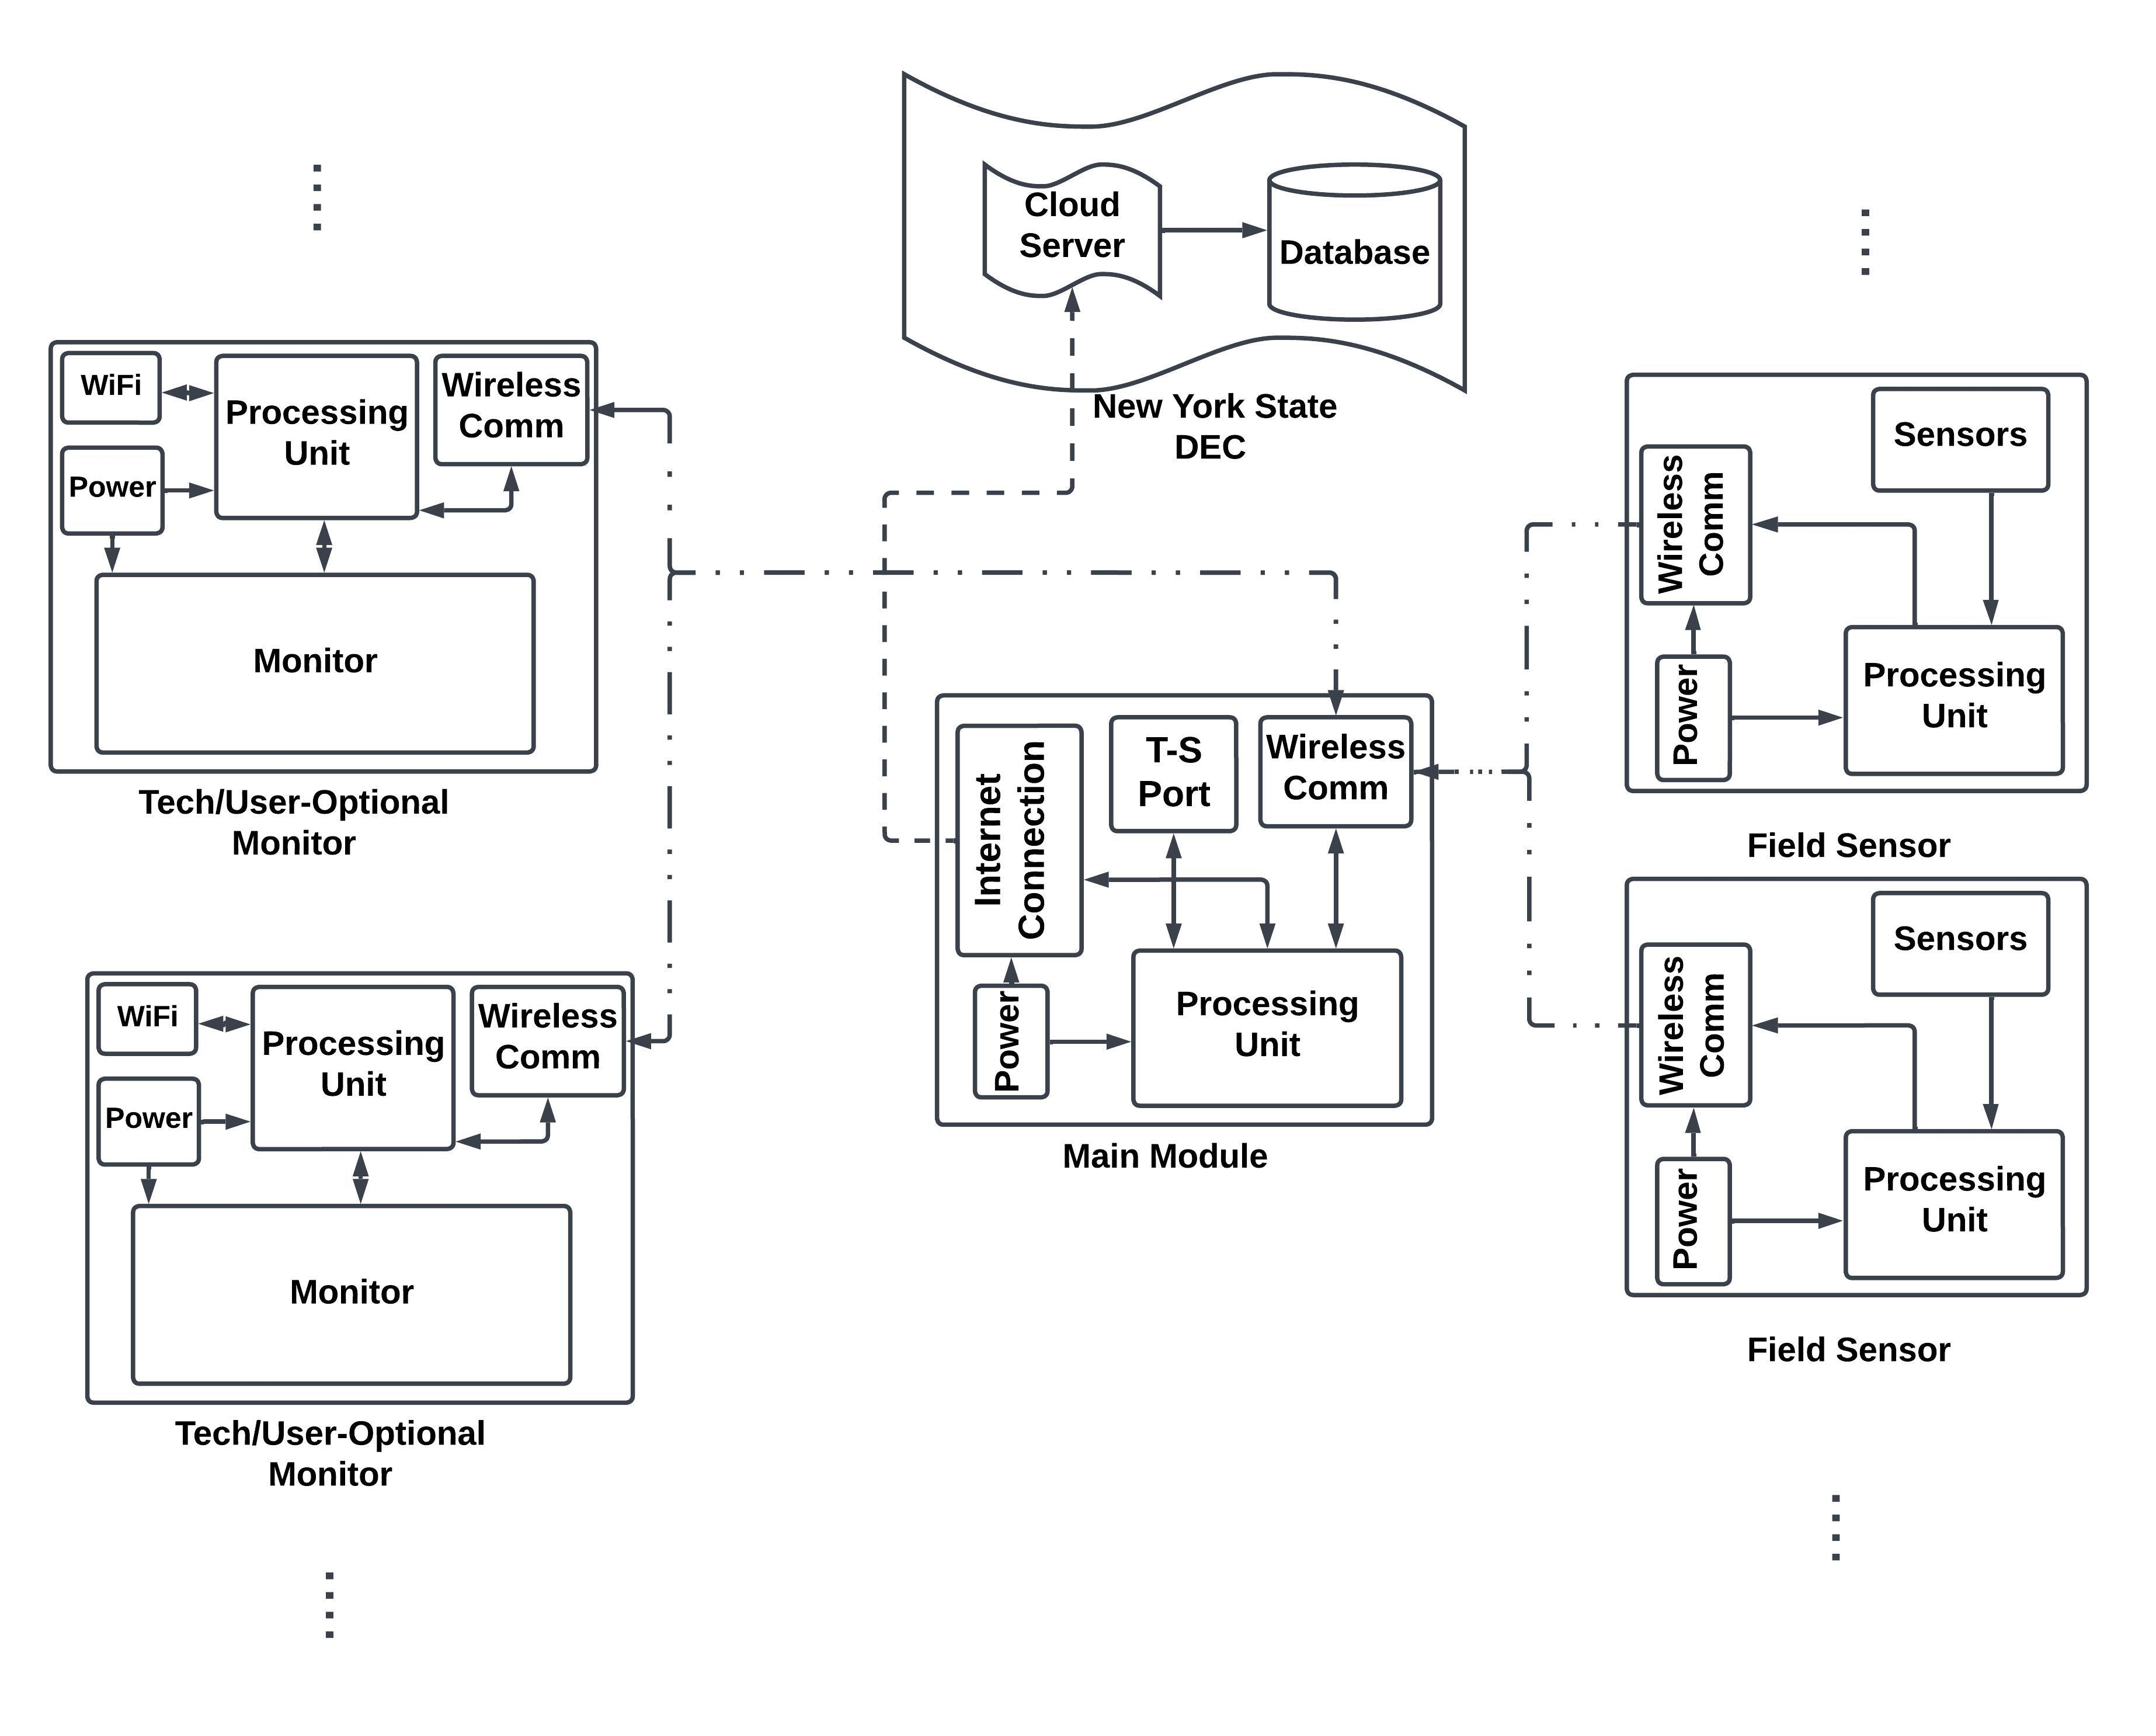 Cloud
Server
Database
New York State
DEC
WiFi
Processing
Unit
Wireless
Comm
Power
Monitor
Tech/User-Optional
Monitor
WiFi
Processing
Unit
Wireless
Comm
Power
Monitor
Tech/User-Optional
Monitor
Internet
Connection
T-S
Port
Wireless
Comm
Power
Processing
Unit
Main Module
Sensors
Wireless
Comm
Power
Processing
Unit
Field Sensor
Sensors
Wireless
Comm
Power
Processing
Unit
Field Sensor